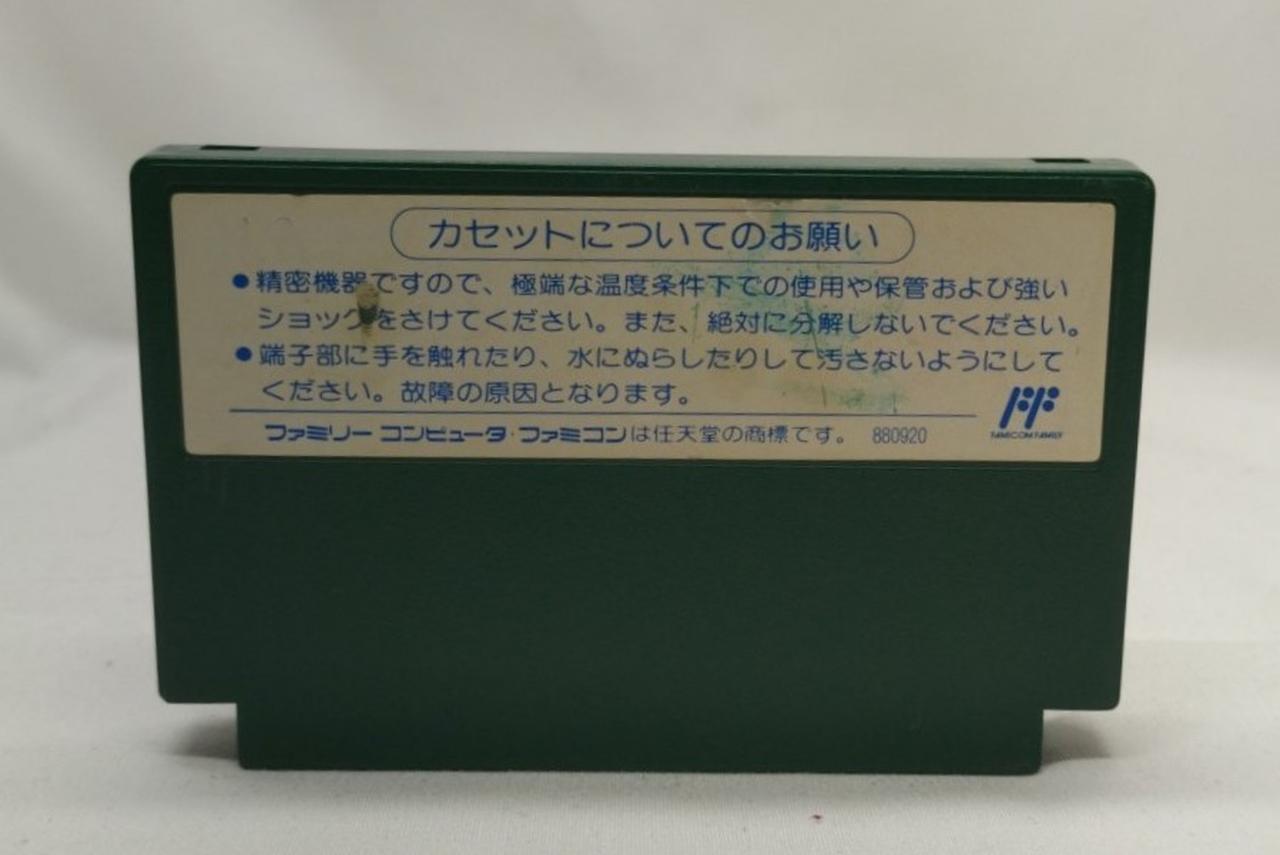 カセットについてのお願い
●精密機器ですので、極端な温度条件下での使用や保管および強い
ショックをさけてください。また、絶対に分解しないでください。
●端子部に手を触れたり、水にぬらしたりして汚さないようにして
ください。故障の原因となります。
FAMICOM FAMILY
ファミリーコンピュータ・ファミコンは任天堂の商標です。 880920